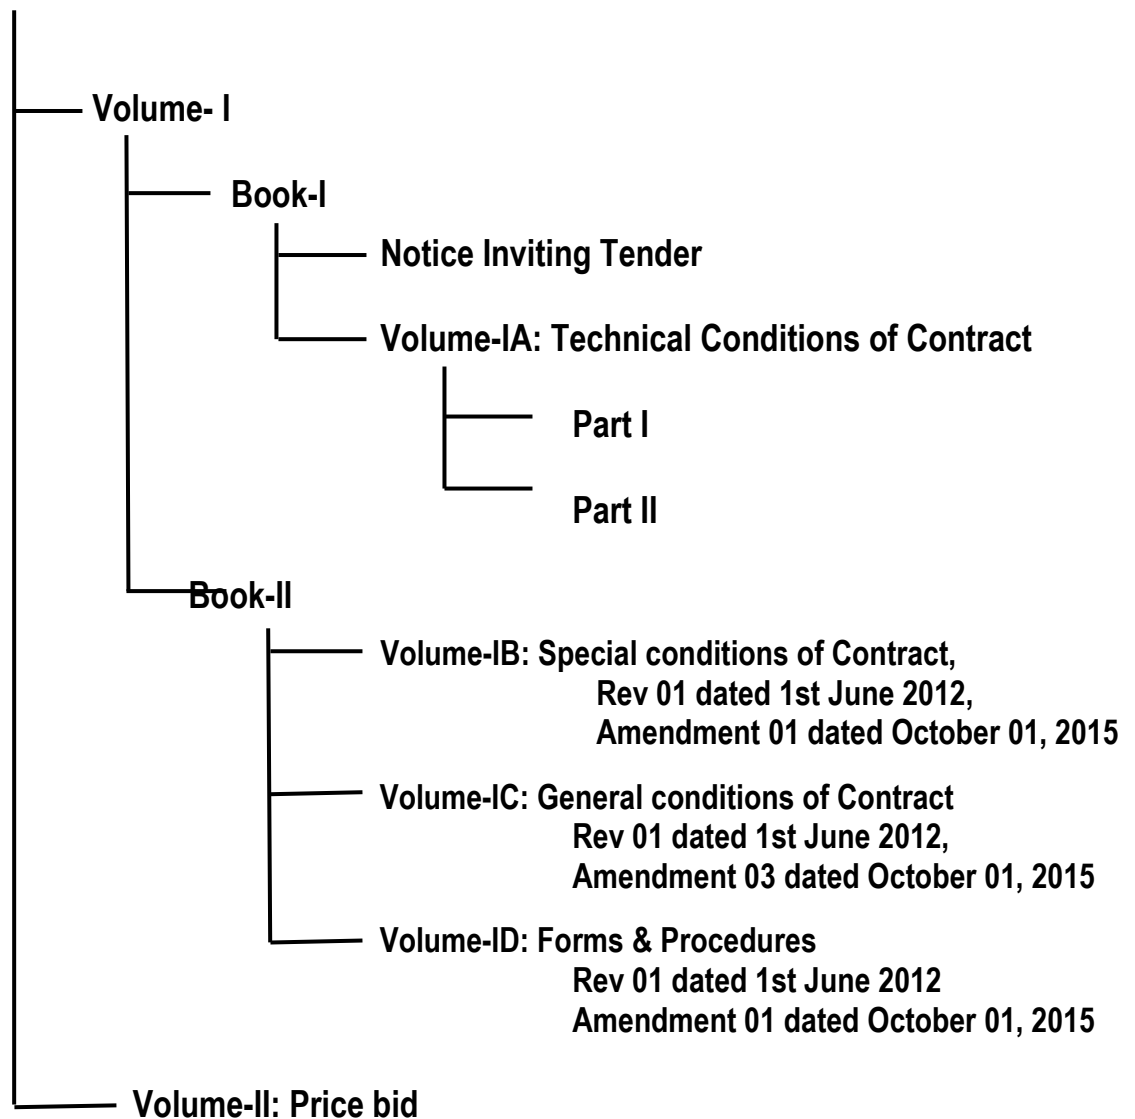 Volume- I
Book-I
Notice Inviting Tender
Volume-IA: Technical Conditions of Contract
Part I
Part II
Book-II
Volume-IB: Special conditions of Contract,
Rev 01 dated 1st June 2012,
Amendment 01 dated October 01, 2015
Volume-IC: General conditions of Contract
Rev 01 dated 1st June 2012,
Amendment 03 dated October 01, 2015
Volume-ID: Forms & Procedures
Rev 01 dated 1st June 2012
Amendment 01 dated October 01, 2015
Volume-II: Price bid